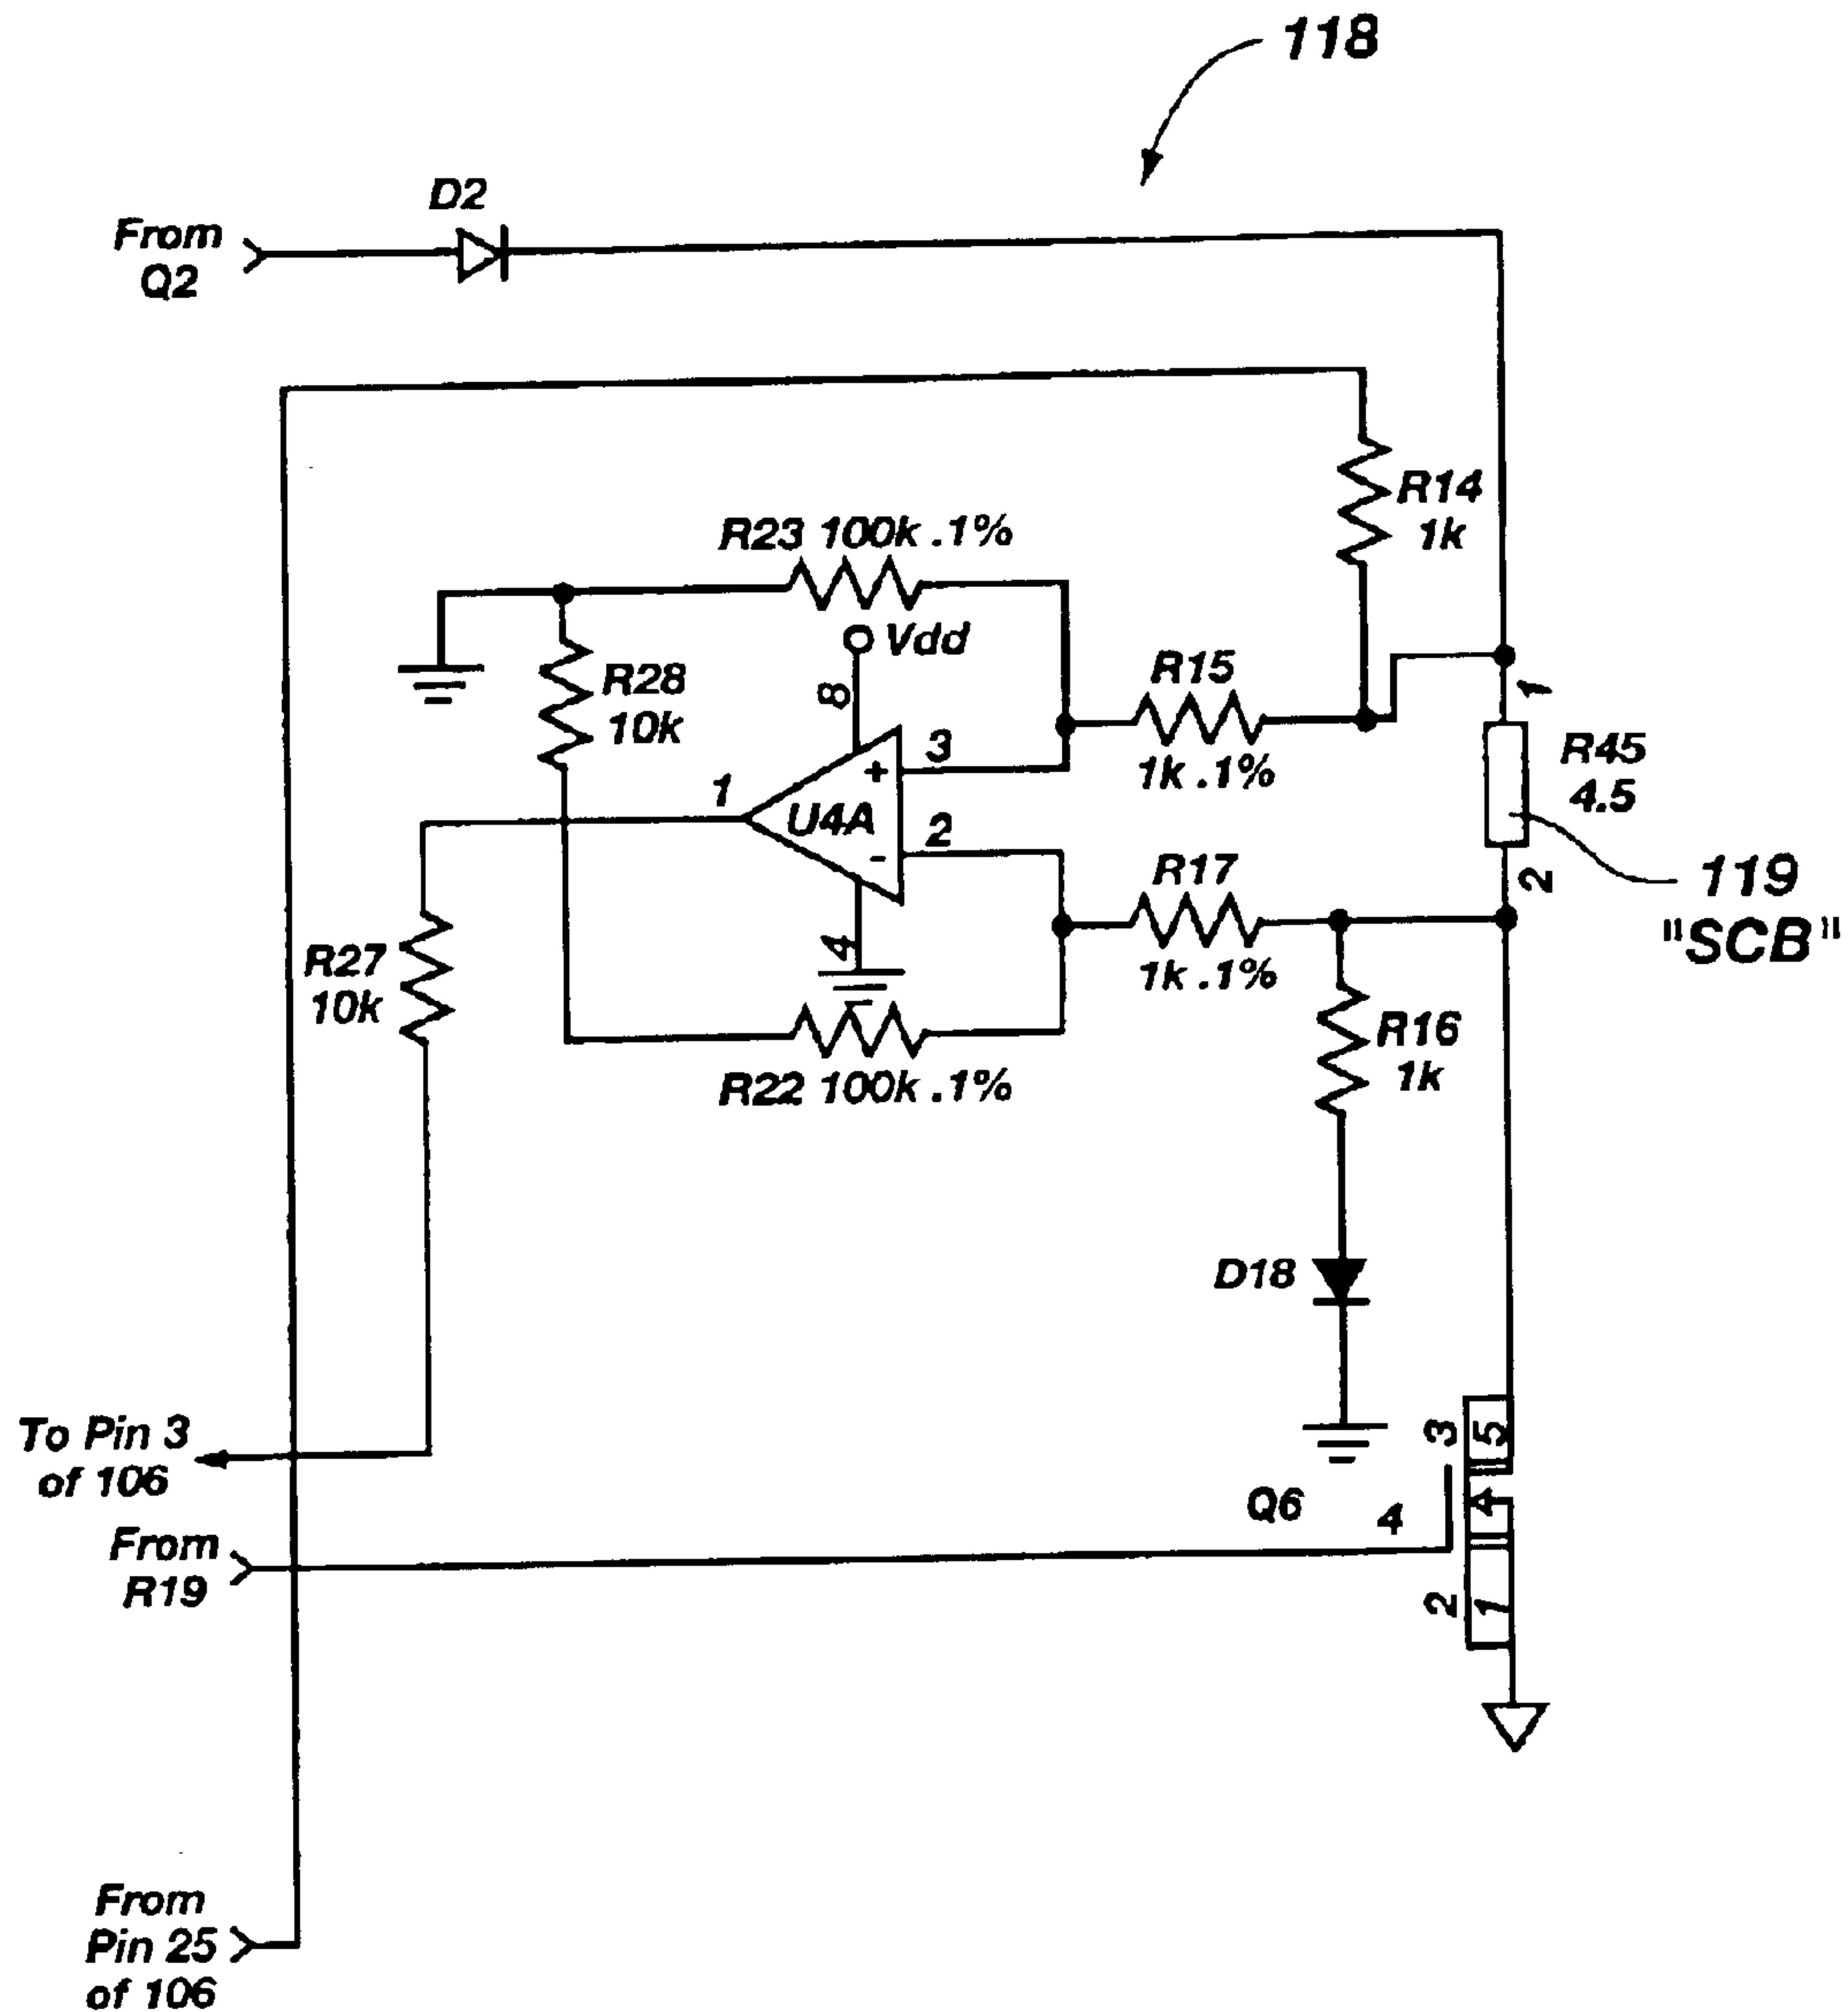 118
D2
From
Q2
R14
1k
R23 100k .1%
Vdd
R28
10k
8
R15
1k .1%
1
R45
4.5
3
+
1
U4A
2
-
R17
1k .1%
2
119
"SCB"
4
R27
10k
R16
1k
R22 100k .1%
D18
To Pin 3
of 106
3
5
Q6
4
4
From
R19
2
1
From
Pin 25
of 106